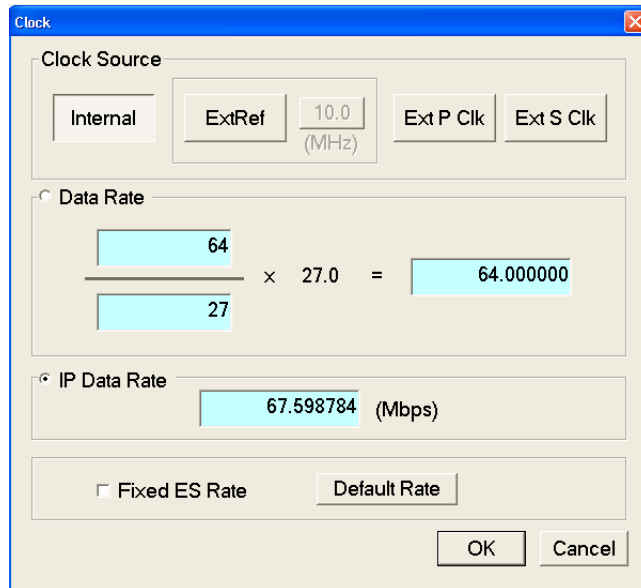 Clock
Clock Source
Internal ExtRef 10.0 (MHz) Ext P Clk Ext S Clk
Data Rate
64
27
× 27.0 = 64.000000
IP Data Rate
67.598784 (Mbps)
Fixed ES Rate Default Rate
OK Cancel